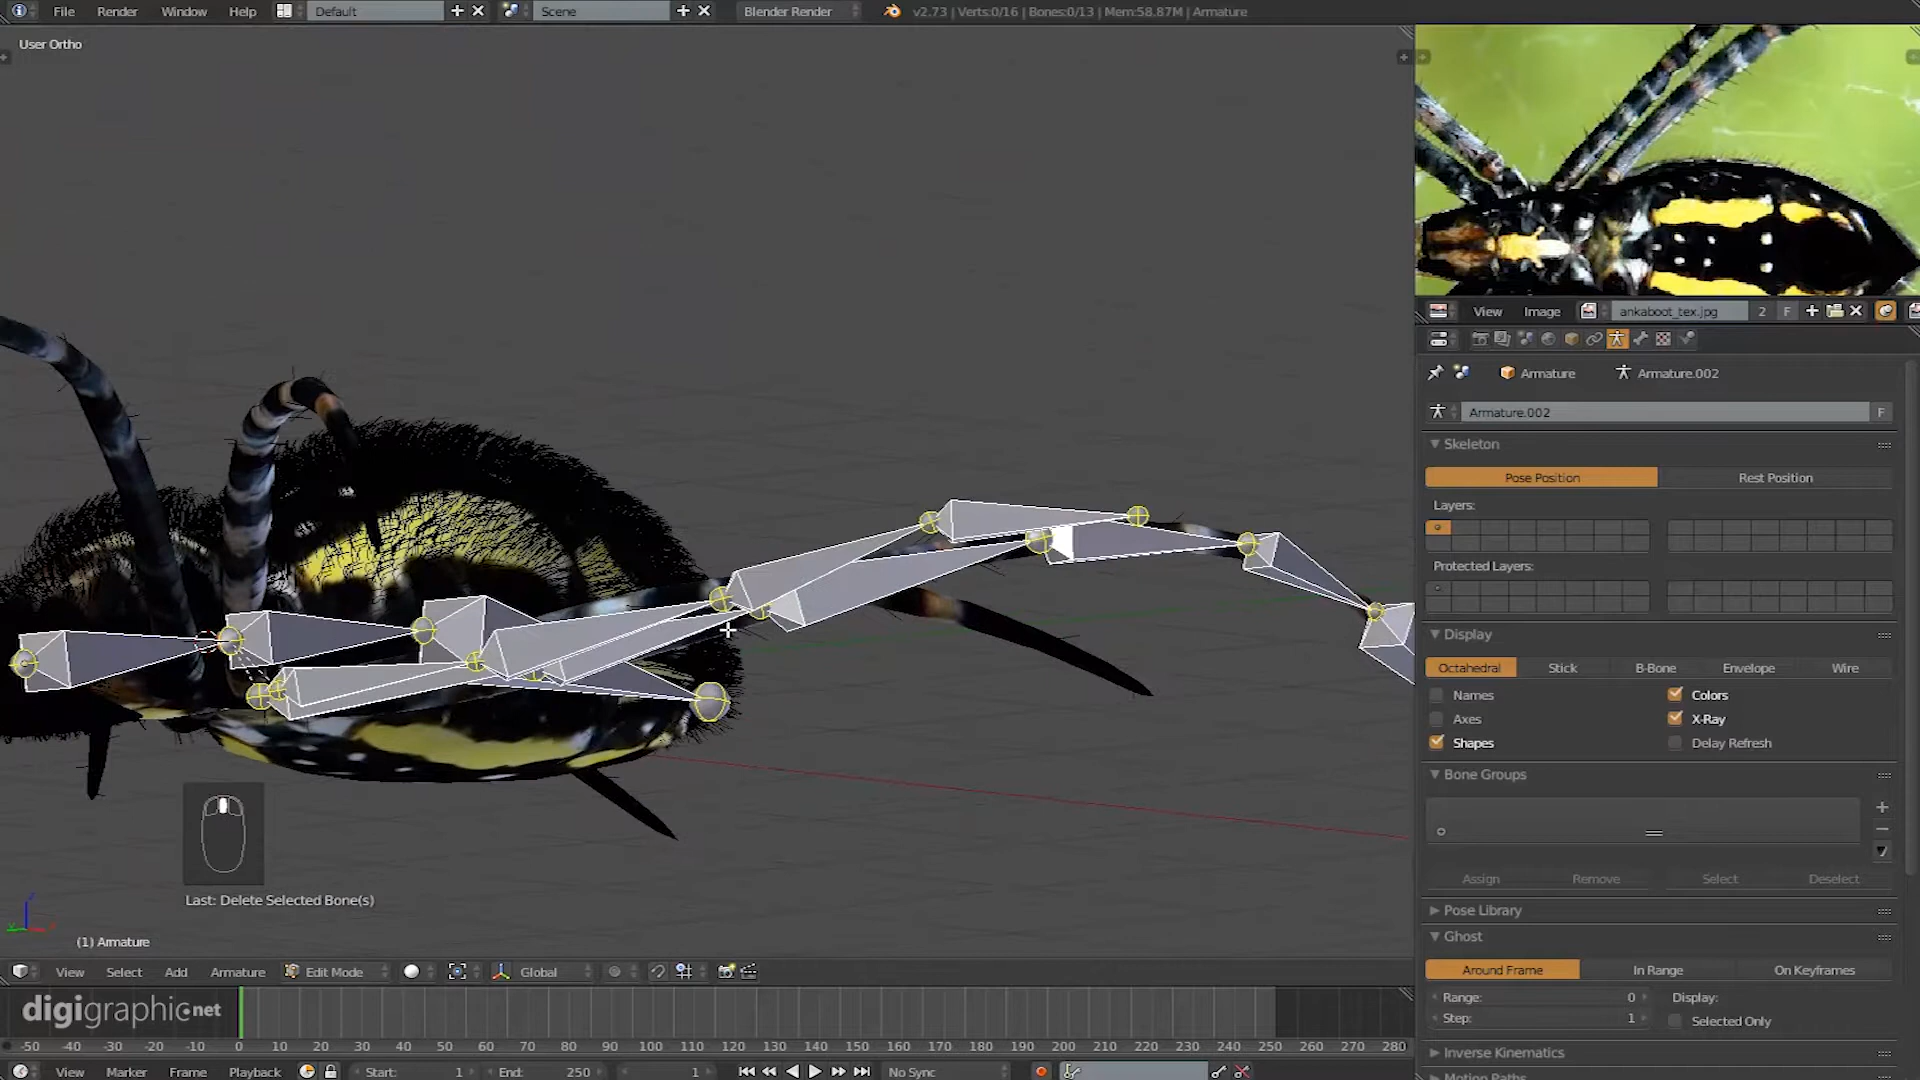 File Render Window Help Default Scene Blender Render v2.73 | Verts:0/16 | Bones:0/13 | Mem:58.87M | Armature
User Ortho
View Image ankaboot_tex.jpg 2 F
Armature Armature.002
Armature.002 F
Skeleton
Pose Position Rest Position
Layers:
Protected Layers:
Display
Octahedral Stick B-Bone Envelope Wire
Names Colors
Axes X-Ray
Shapes Delay Refresh
Bone Groups
Assign Remove Select Deselect
Pose Library
Ghost
Around Frame In Range On Keyframes
Range: 0 Display:
Step: 1 Selected Only
Inverse Kinematics
Motion Paths
Last: Delete Selected Bone(s)
(1) Armature
View Select Add Armature Edit Mode Global
digigraphic.net
-50 -40 -30 -20 -10 0 10 20 30 40 50 60 70 80 90 100 110 120 130 140 150 160 170 180 190 200 210 220 230 240 250 260 270 280
View Marker Frame Playback Start: 1 End: 250 1 No Sync